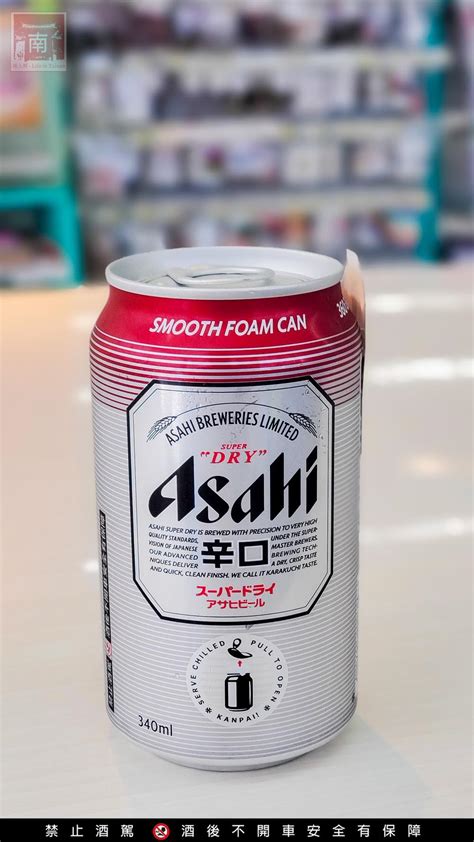 南
SMOOTH FOAM CAN
360
ASAHI BREWERIES LIMITED
SUPER
"DRY"
Asahi
ASAHI SUPER DRY IS BREWED WITH PRECISION TO VERY HIGH
QUALITY STANDARDS, UNDER THE SUPER-
VISION OF JAPANESE MASTER BREWERS.
OUR ADVANCED BREWING TECH-
NIQUES DELIVER A DRY, CRISP TASTE
AND QUICK, CLEAN FINISH. WE CALL IT KARAKUCHI TASTE.
辛口
スーパードライ
アサヒビール
SERVE CHILLED PULL TO OPEN
KANPAI!
340ml
禁止酒駕 酒後不開車安全有保障